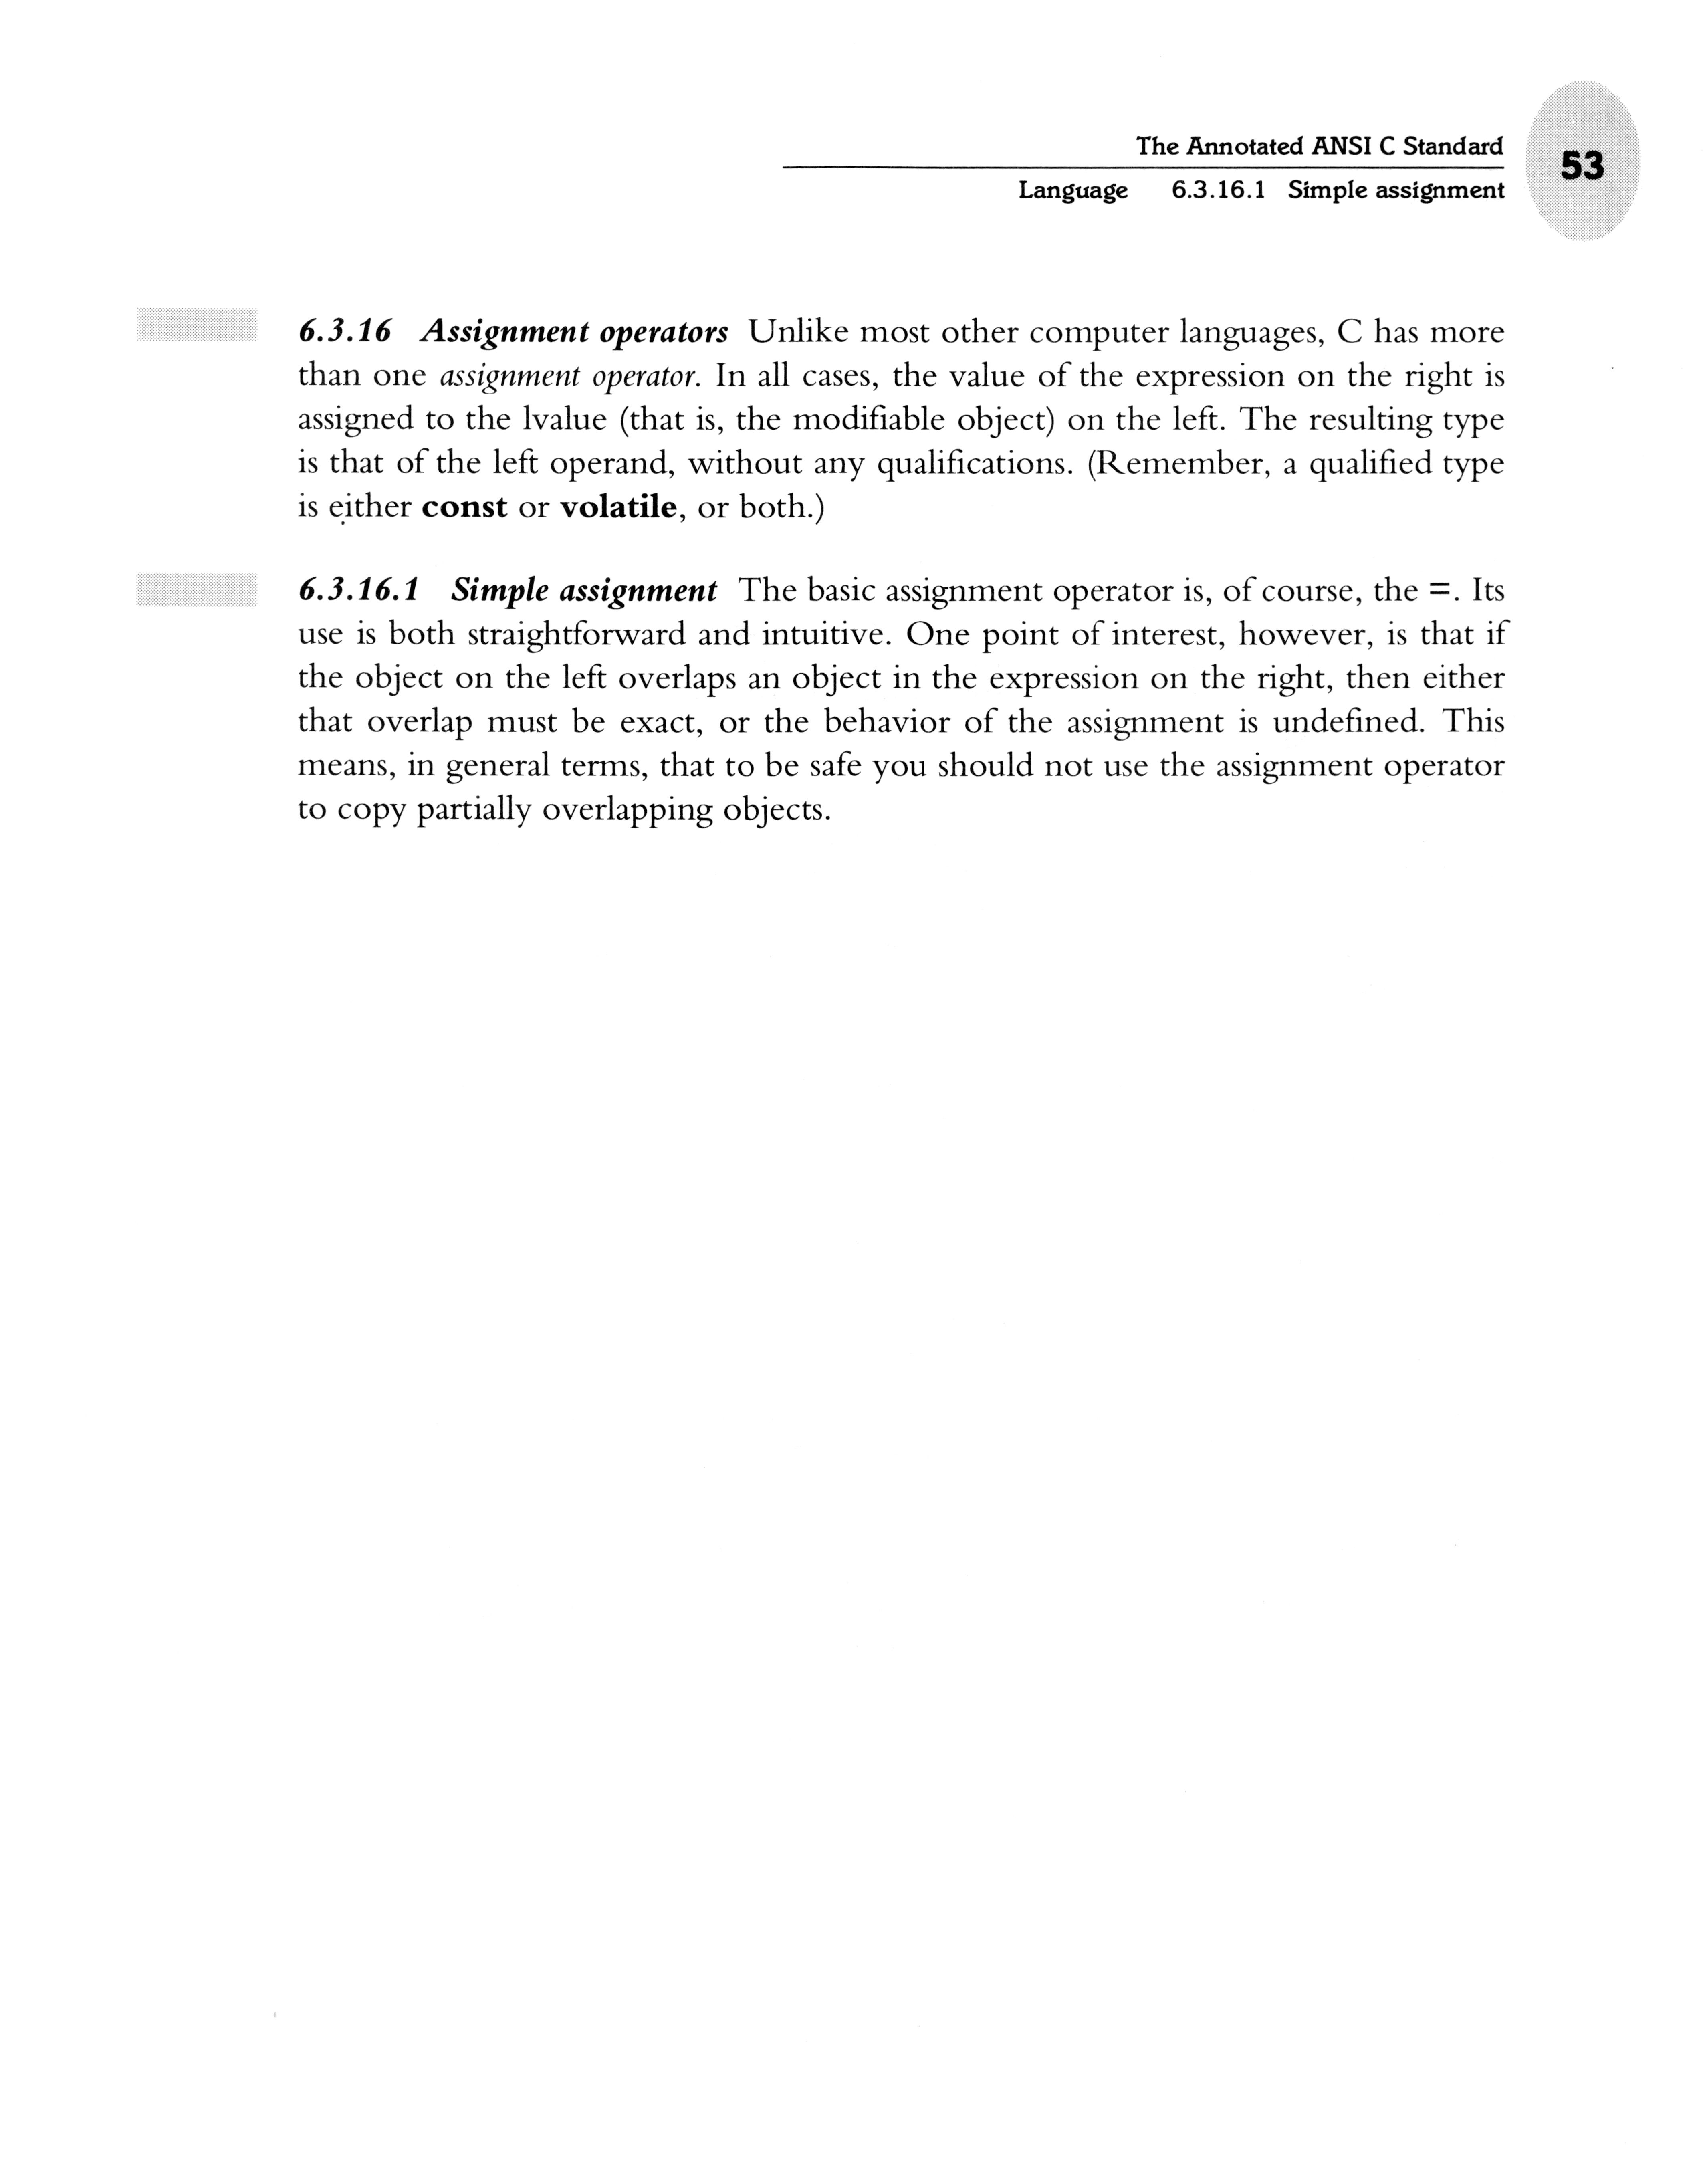 The Annotated ANSI C Standard
53
Language 6.3.16.1 Simple assignment
6.3.16 Assignment operators Unlike most other computer languages, C has more
than one assignment operator. In all cases, the value of the expression on the right is
assigned to the lvalue (that is, the modifiable object) on the left. The resulting type
is that of the left operand, without any qualifications. (Remember, a qualified type
is either const or volatile, or both.)
6.3.16.1 Simple assignment The basic assignment operator is, of course, the =. Its
use is both straightforward and intuitive. One point of interest, however, is that if
the object on the left overlaps an object in the expression on the right, then either
that overlap must be exact, or the behavior of the assignment is undefined. This
means, in general terms, that to be safe you should not use the assignment operator
to copy partially overlapping objects.